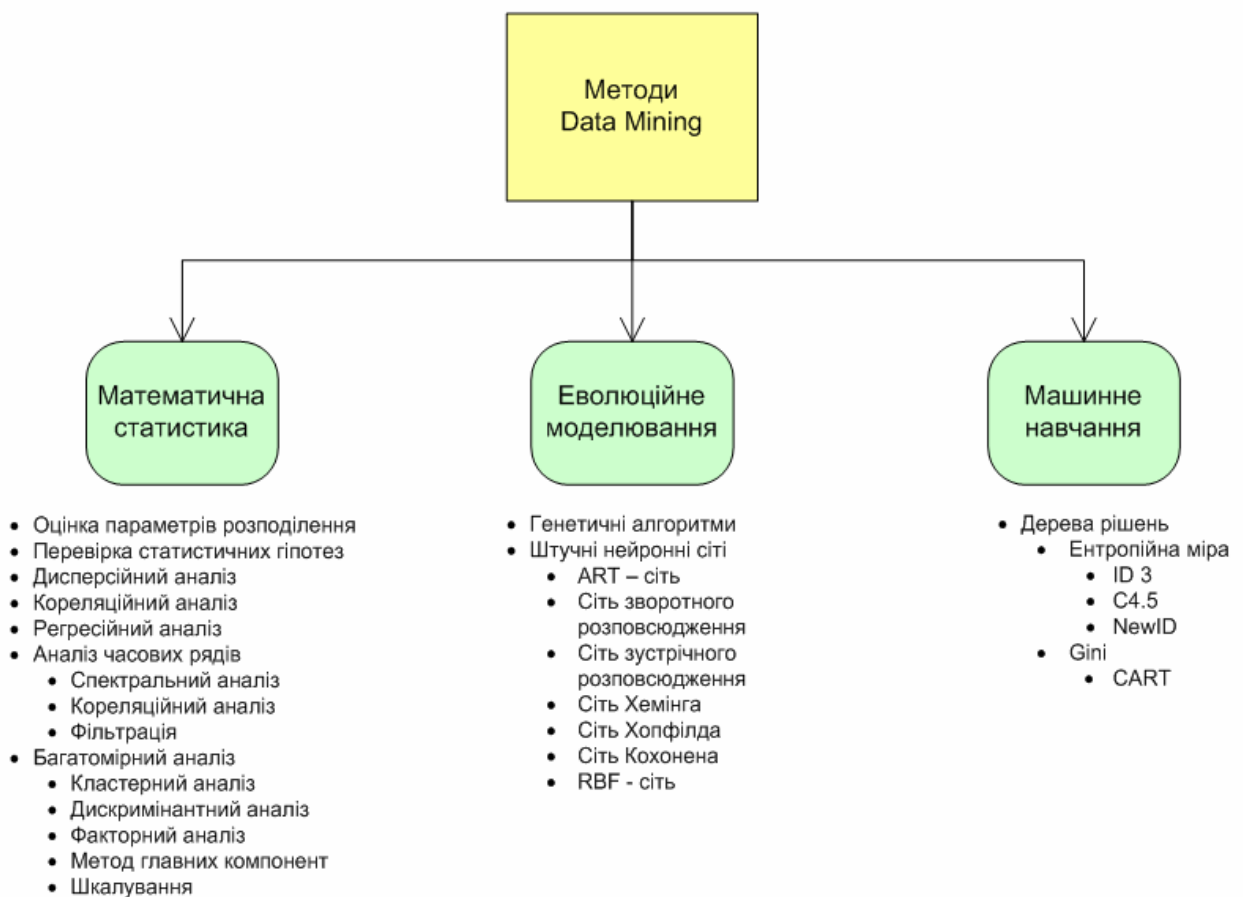 Методи
Data Mining
Математична
статистика
Еволюційне
моделювання
Машинне
навчання
• Оцінка параметрів розподілення
• Перевірка статистичних гіпотез
• Дисперсійний аналіз
• Кореляційний аналіз
• Регресійний аналіз
• Аналіз часових рядів
• Спектральний аналіз
• Кореляційний аналіз
• Фільтрація
• Багатомірний аналіз
• Кластерний аналіз
• Дискримінантний аналіз
• Факторний аналіз
• Метод главних компонент
• Шкалування
• Генетичні алгоритми
• Штучні нейронні сіті
• ART – сіть
• Сіть зворотного
розповсюдження
• Сіть зустрічного
розповсюдження
• Сіть Хемінга
• Сіть Хопфілда
• Сіть Кохонена
• RBF - сіть
• Дерева рішень
• Ентропійна міра
• ID 3
• C4.5
• NewID
• Gini
• CART